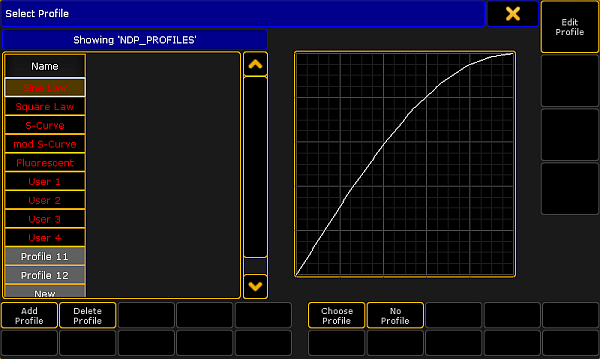 Select Profile
Edit
Profile
Showing 'NDP_PROFILES'
Name
Sine Law
Square Law
S-Curve
mod S-Curve
Fluorescent
User 1
User 2
User 3
User 4
Profile 11
Profile 12
New
Add
Profile
Delete
Profile
Choose
Profile
No
Profile